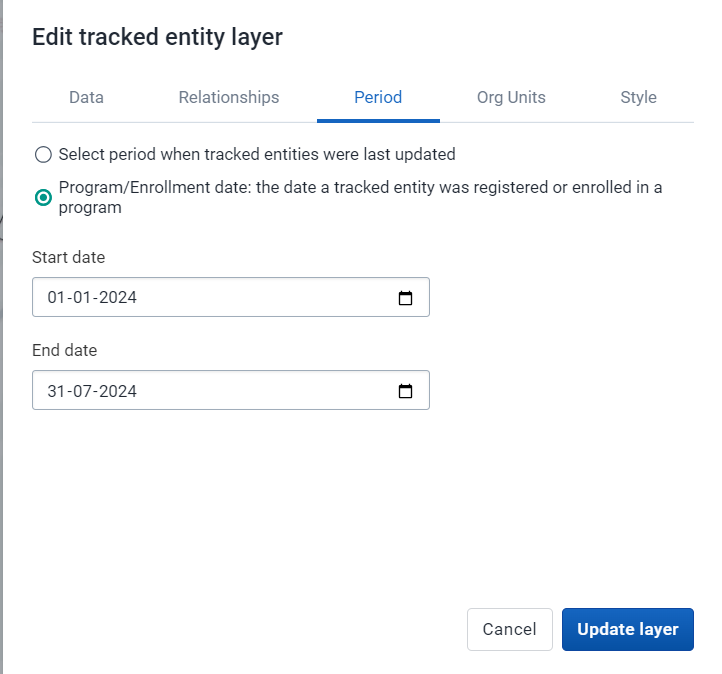 Edit tracked entity layer
Data Relationships Period Org Units Style
Select period when tracked entities were last updated
Program/Enrollment date: the date a tracked entity was registered or enrolled in a
program
Start date
01-01-2024
End date
31-07-2024
Cancel Update layer